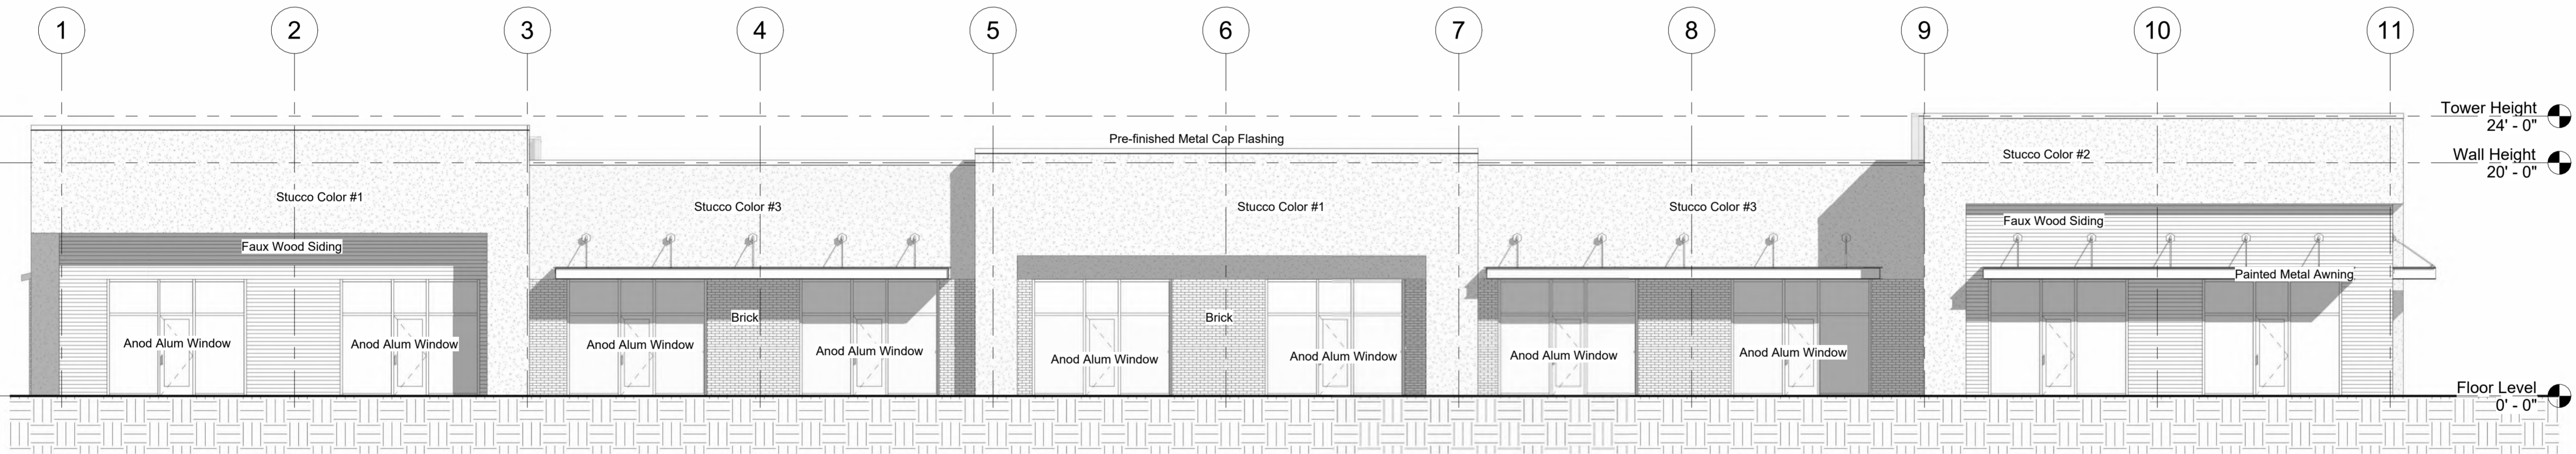 1
2
3
4
5
6
7
8
9
10
11
Tower Height
24' - 0"
Pre-finished Metal Cap Flashing
Stucco Color #2
Wall Height
20' - 0"
Stucco Color #1
Stucco Color #3
Stucco Color #1
Stucco Color #3
Faux Wood Siding
Faux Wood Siding
Painted Metal Awning
Brick
Brick
Anod Alum Window
Anod Alum Window
Anod Alum Window
Anod Alum Window
Anod Alum Window
Anod Alum Window
Anod Alum Window
Anod Alum Window
Floor Level
0' - 0"